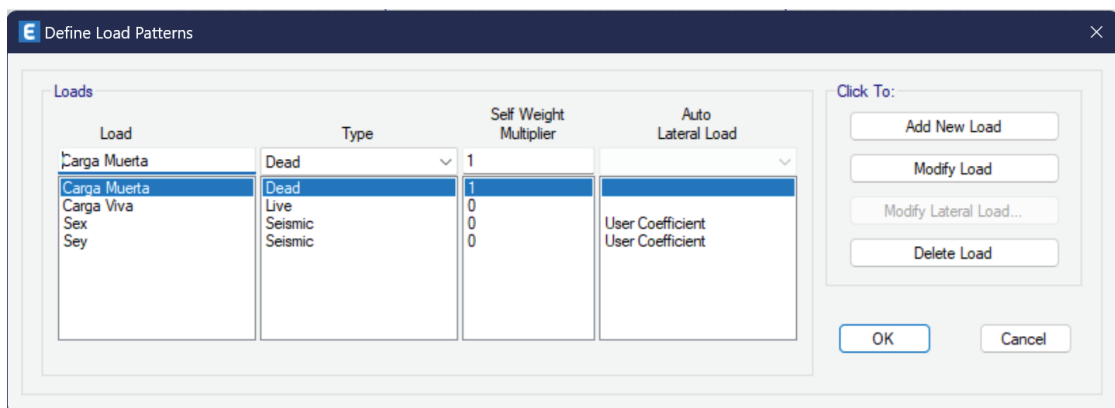 E Define Load Patterns
Loads
Click To:
Load Type Self Weight Multiplier Auto Lateral Load
Carga Muerta Dead 1
Carga Muerta Dead 1
Carga Viva Live 0
Sex Seismic 0 User Coefficient
Sey Seismic 0 User Coefficient
Add New Load
Modify Load
Modify Lateral Load...
Delete Load
OK Cancel